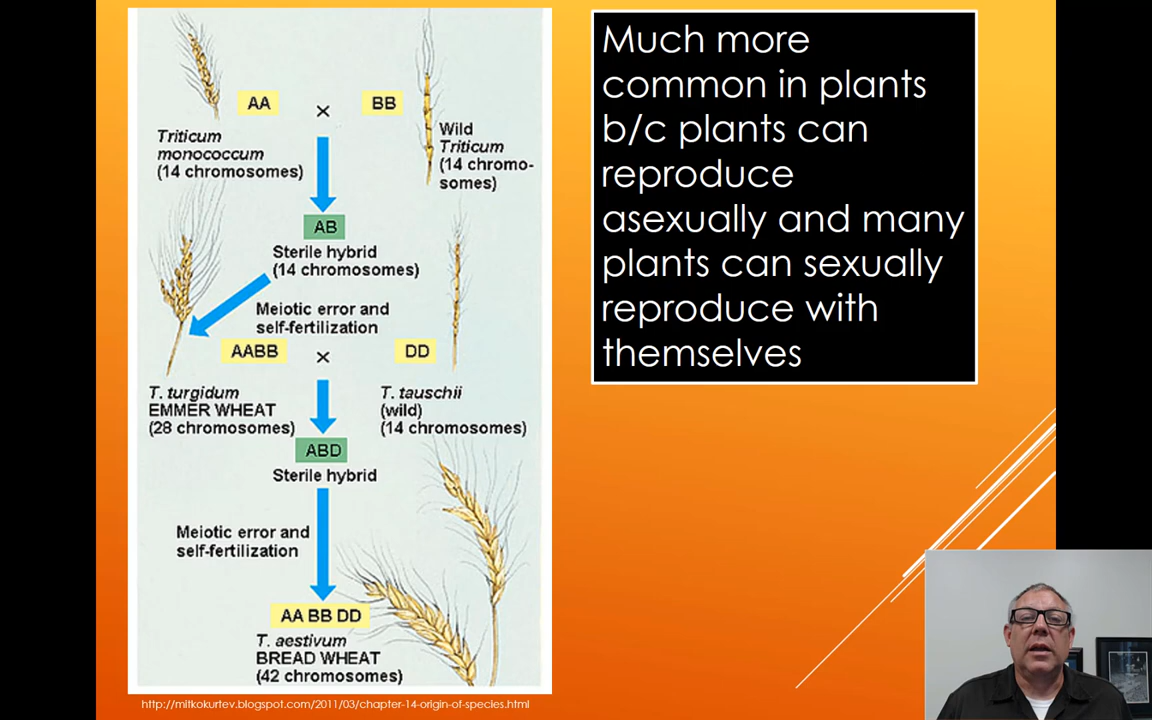 AA
×
BB
Triticum
monococcum
(14 chromosomes)
Wild
Triticum
(14 chromo-
somes)
AB
Sterile hybrid
(14 chromosomes)
Meiotic error and
self-fertilization
AABB
×
DD
T. turgidum
EMMER WHEAT
(28 chromosomes)
T. tauschii
(wild)
(14 chromosomes)
ABD
Sterile hybrid
Meiotic error and
self-fertilization
AA BB DD
T. aestivum
BREAD WHEAT
(42 chromosomes)
http://mitkokurtev.blogspot.com/2011/03/chapter-14-origin-of-species.html
Much more
common in plants
b/c plants can
reproduce
asexually and many
plants can sexually
reproduce with
themselves